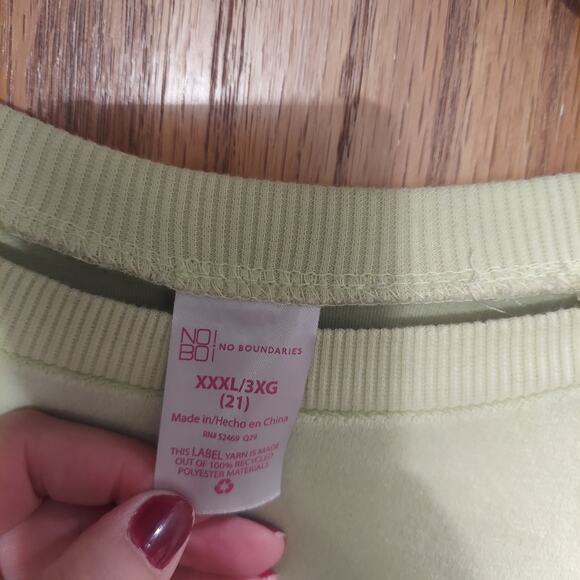 NO
BO
NO BOUNDARIES
XXXL/3XG
(21)
Made in/Hecho en China
RN# 52469 Q29
THIS LABEL YARN IS MADE
OUT OF 100% RECYCLED
POLYESTER MATERIALS